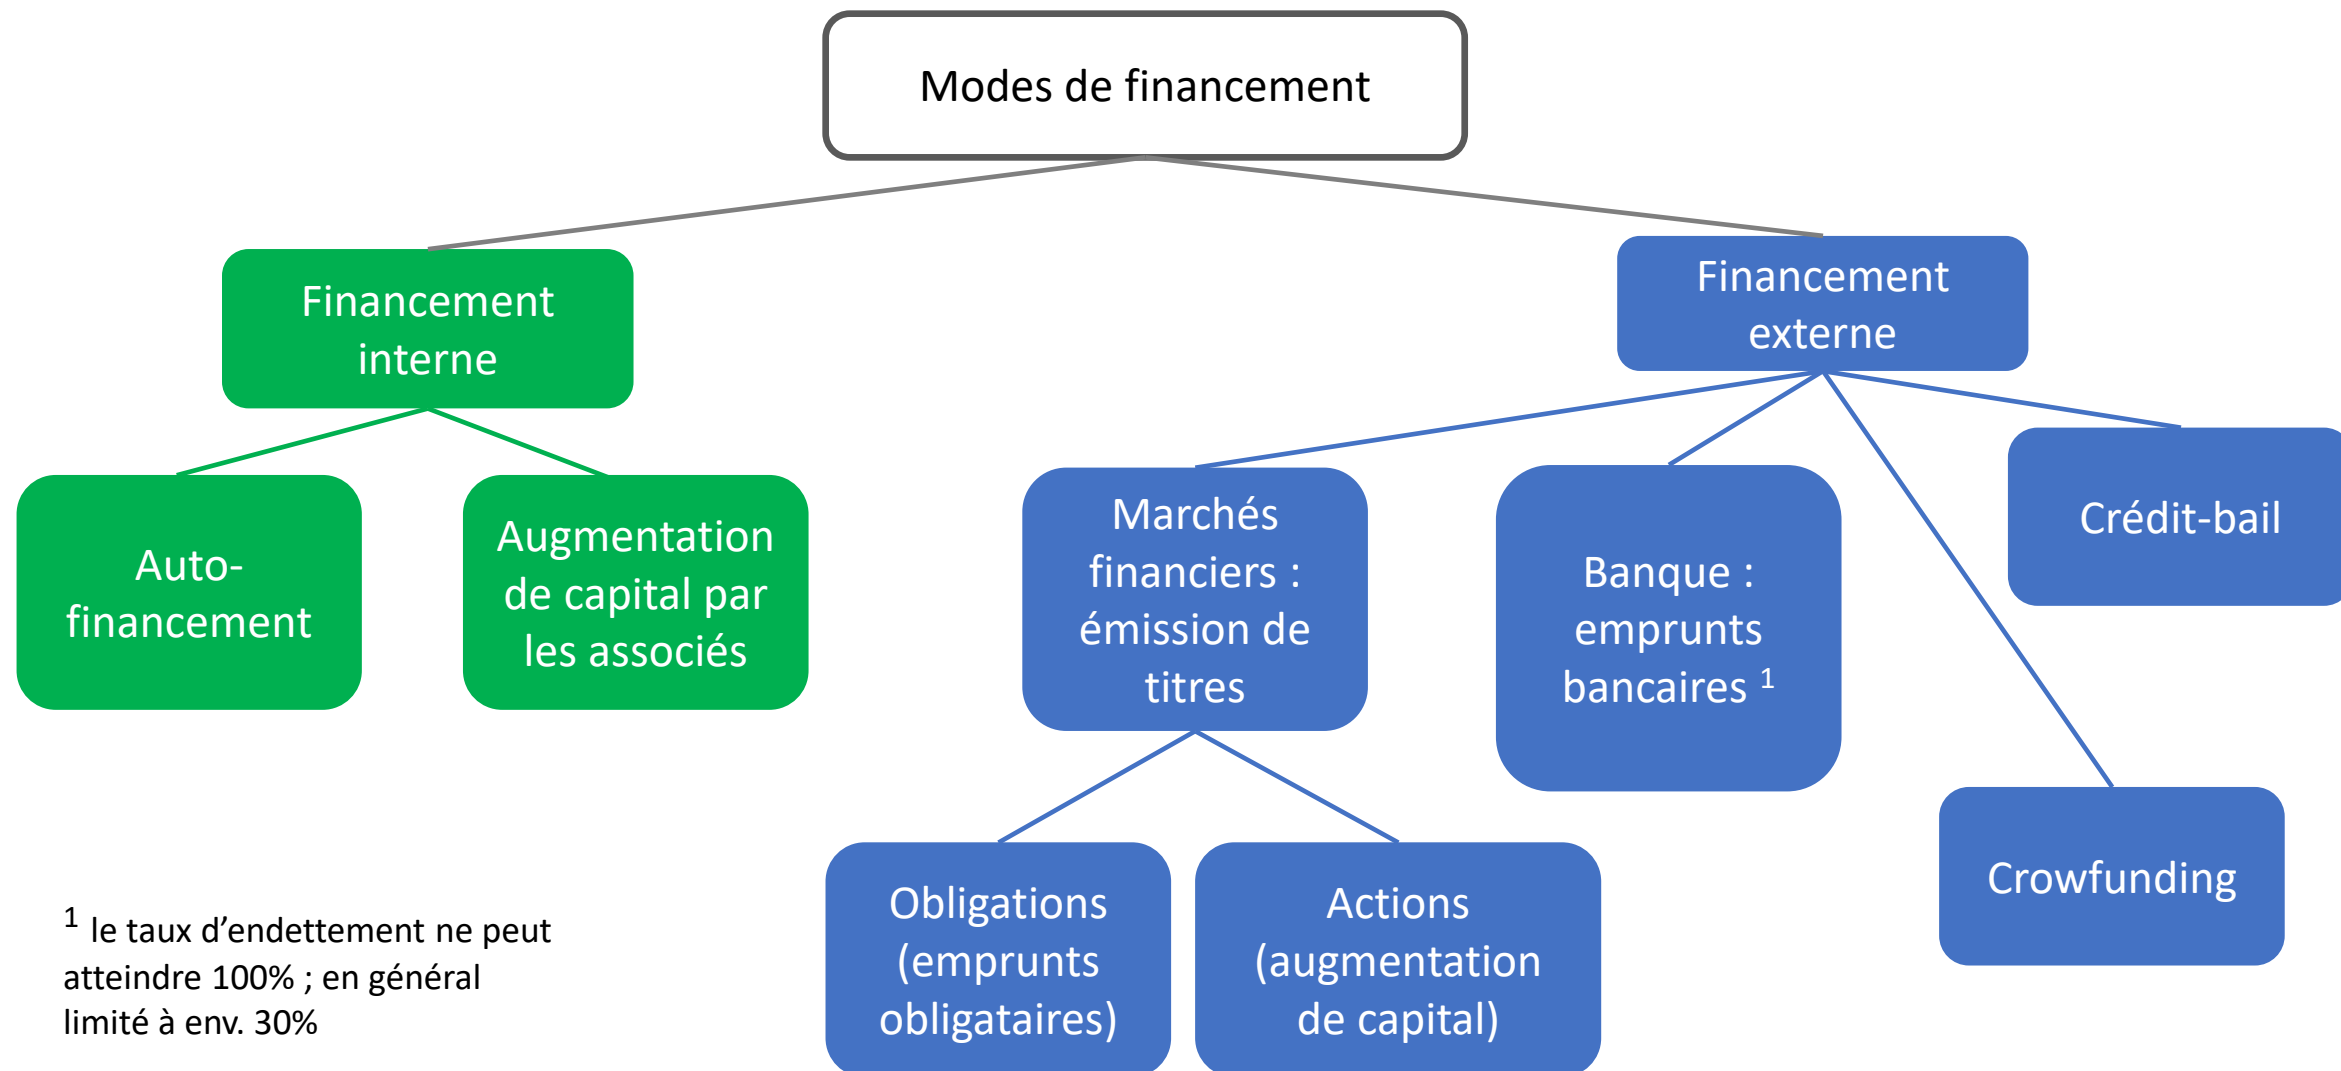 Modes de financement
Financement
interne
Financement
externe
Auto-
financement
Augmentation
de capital par
les associés
Marchés
financiers :
émission de
titres
Banque :
emprunts
bancaires ¹
Crédit-bail
Crowfunding
Obligations
(emprunts
obligataires)
Actions
(augmentation
de capital)
¹ le taux d’endettement ne peut
atteindre 100% ; en général
limité à env. 30%